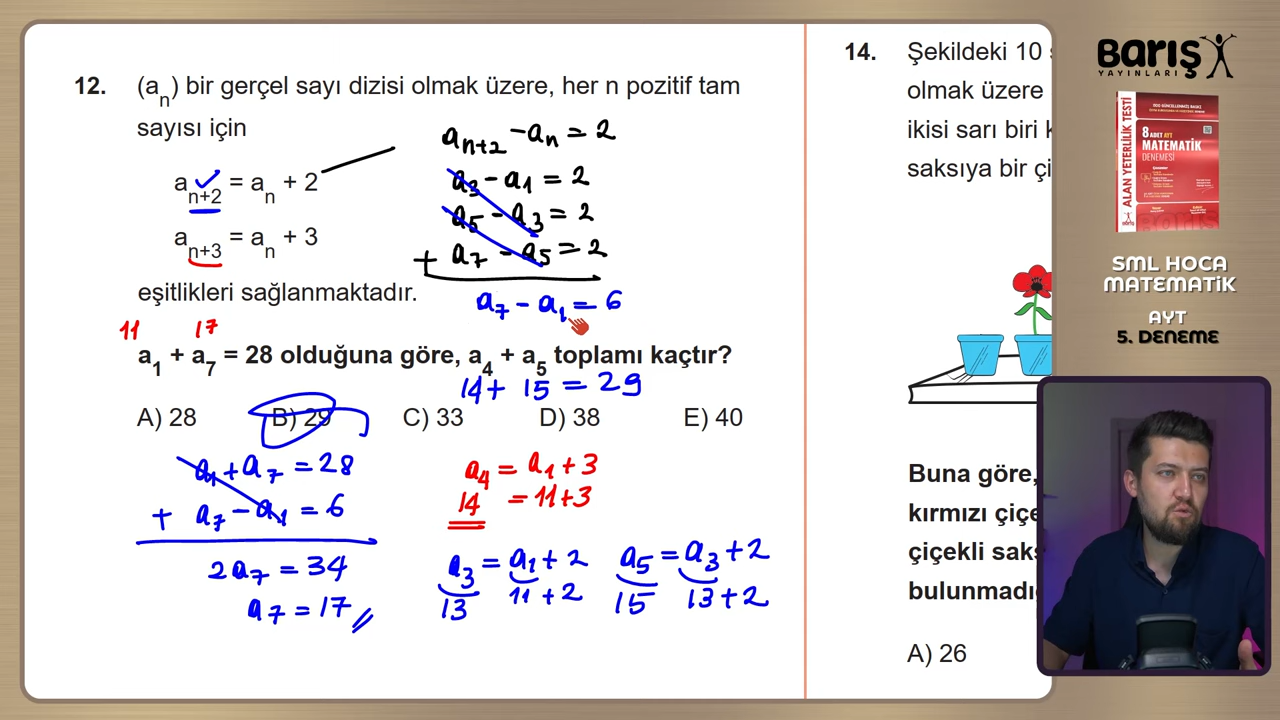 12. (aₙ) bir gerçel sayı dizisi olmak üzere, her n pozitif tam
sayısı için
aₙ₊₂ = aₙ + 2
aₙ₊₃ = aₙ + 3
eşitlikleri sağlanmaktadır.
aₙ₊₂ - aₙ = 2
a₃ - a₁ = 2
a₅ - a₃ = 2
+ a₇ - a₅ = 2
a₇ - a₁ = 6
11 17
a₁ + a₇ = 28 olduğuna göre, a₄ + a₅ toplamı kaçtır?
14 + 15 = 29
A) 28 B) 29 C) 33 D) 38 E) 40
a₁ + a₇ = 28
+ a₇ - a₁ = 6
2a₇ = 34
a₇ = 17
a₄ = a₁ + 3
14 = 11 + 3
a₃ = a₁ + 2
13 11 + 2
a₅ = a₃ + 2
15 13 + 2
14. Şekildeki 10
olmak üzere
ikisi sarı biri
saksıya bir
Buna göre,
kırmızı
çiçekli
A) 26
BARIŞ
YAYINLARI
ALAN YETERLİLİK TESTİ
8 ADET AYT
MATEMATİK
DENEMESİ
SML HOCA
MATEMATİK
AYT
5. DENEME